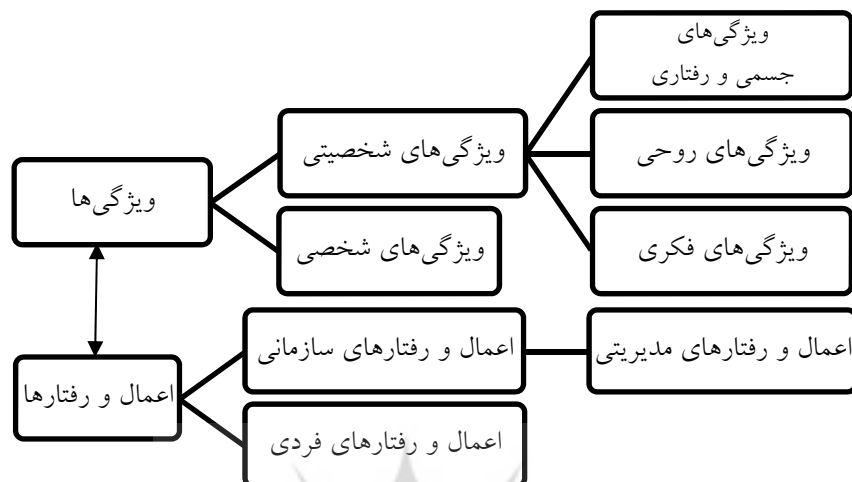 ویژگی‌های
جسمی و رفتاری
ویژگی‌های شخصیتی
ویژگی‌های روحی
ویژگی‌ها
ویژگی‌های شخصی
ویژگی‌های فکری
اعمال و رفتارهای سازمانی
اعمال و رفتارهای مدیریتی
اعمال و رفتارها
اعمال و رفتارهای فردی